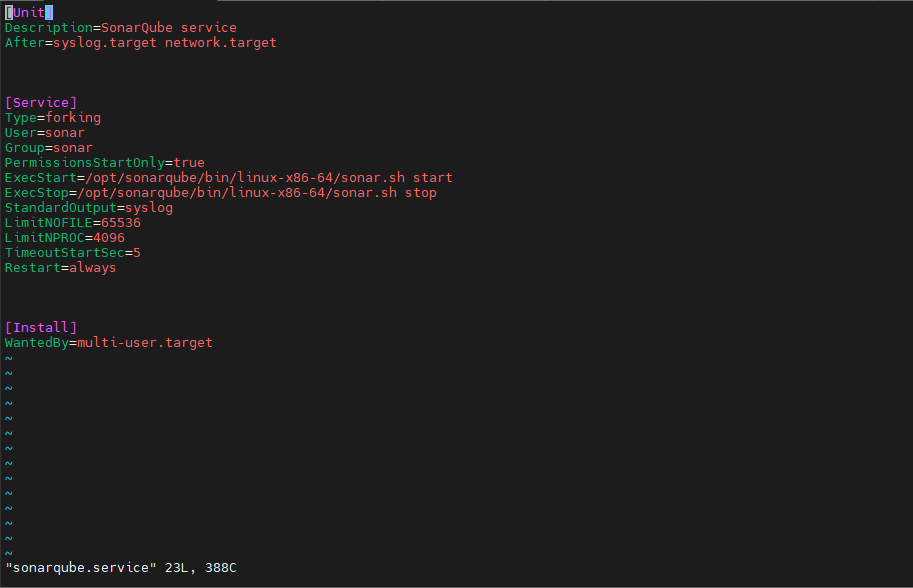 [Unit]
Description=SonarQube service
After=syslog.target network.target
[Service]
Type=forking
User=sonar
Group=sonar
PermissionsStartOnly=true
ExecStart=/opt/sonarqube/bin/linux-x86-64/sonar.sh start
ExecStop=/opt/sonarqube/bin/linux-x86-64/sonar.sh stop
StandardOutput=syslog
LimitNOFILE=65536
LimitNPROC=4096
TimeoutStartSec=5
Restart=always
[Install]
WantedBy=multi-user.target
~
~
~
~
~
~
~
~
~
~
~
~
~
~
"sonarqube.service" 23L, 388C